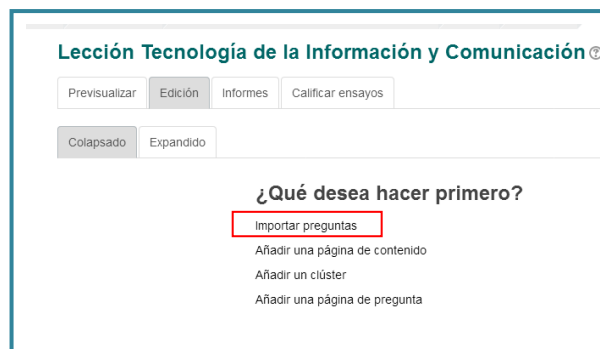 Lección Tecnología de la Información y Comunicación
Previsualizar Edición Informes Calificar ensayos
Colapsado Expandido
¿Qué desea hacer primero?
Importar preguntas
Añadir una página de contenido
Añadir un clúster
Añadir una página de pregunta